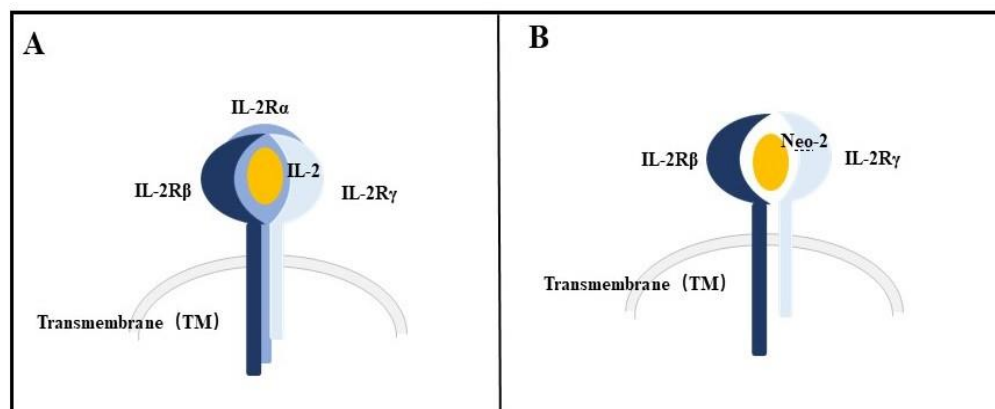 A
IL-2Rα
IL-2
IL-2Rβ
IL-2Rγ
Transmembrane（TM）
B
Neo-2
IL-2Rβ
IL-2Rγ
Transmembrane（TM）